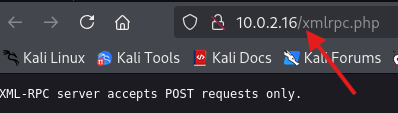 10.0.2.16/xmlrpc.php
Kali Linux Kali Tools Kali Docs Kali Forums
XML-RPC server accepts POST requests only.